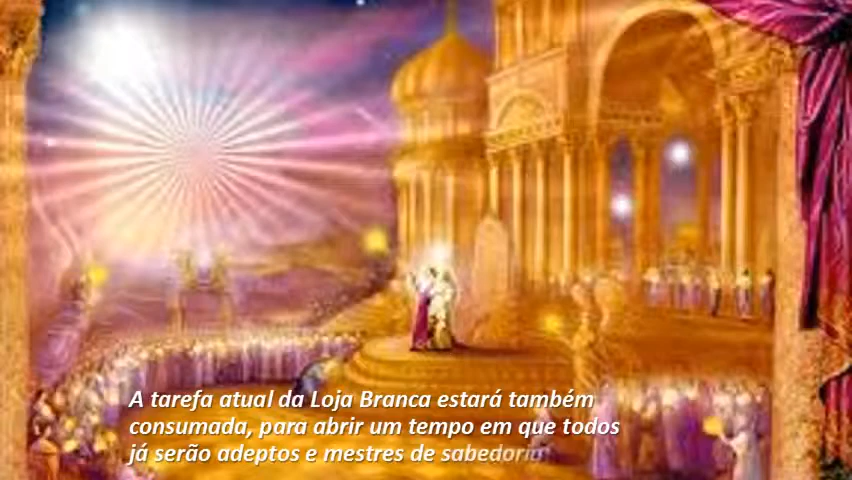 A tarefa atual da Loja Branca estará também
consumada, para abrir um tempo em que todos
já serão adeptos e mestres de sabedoria